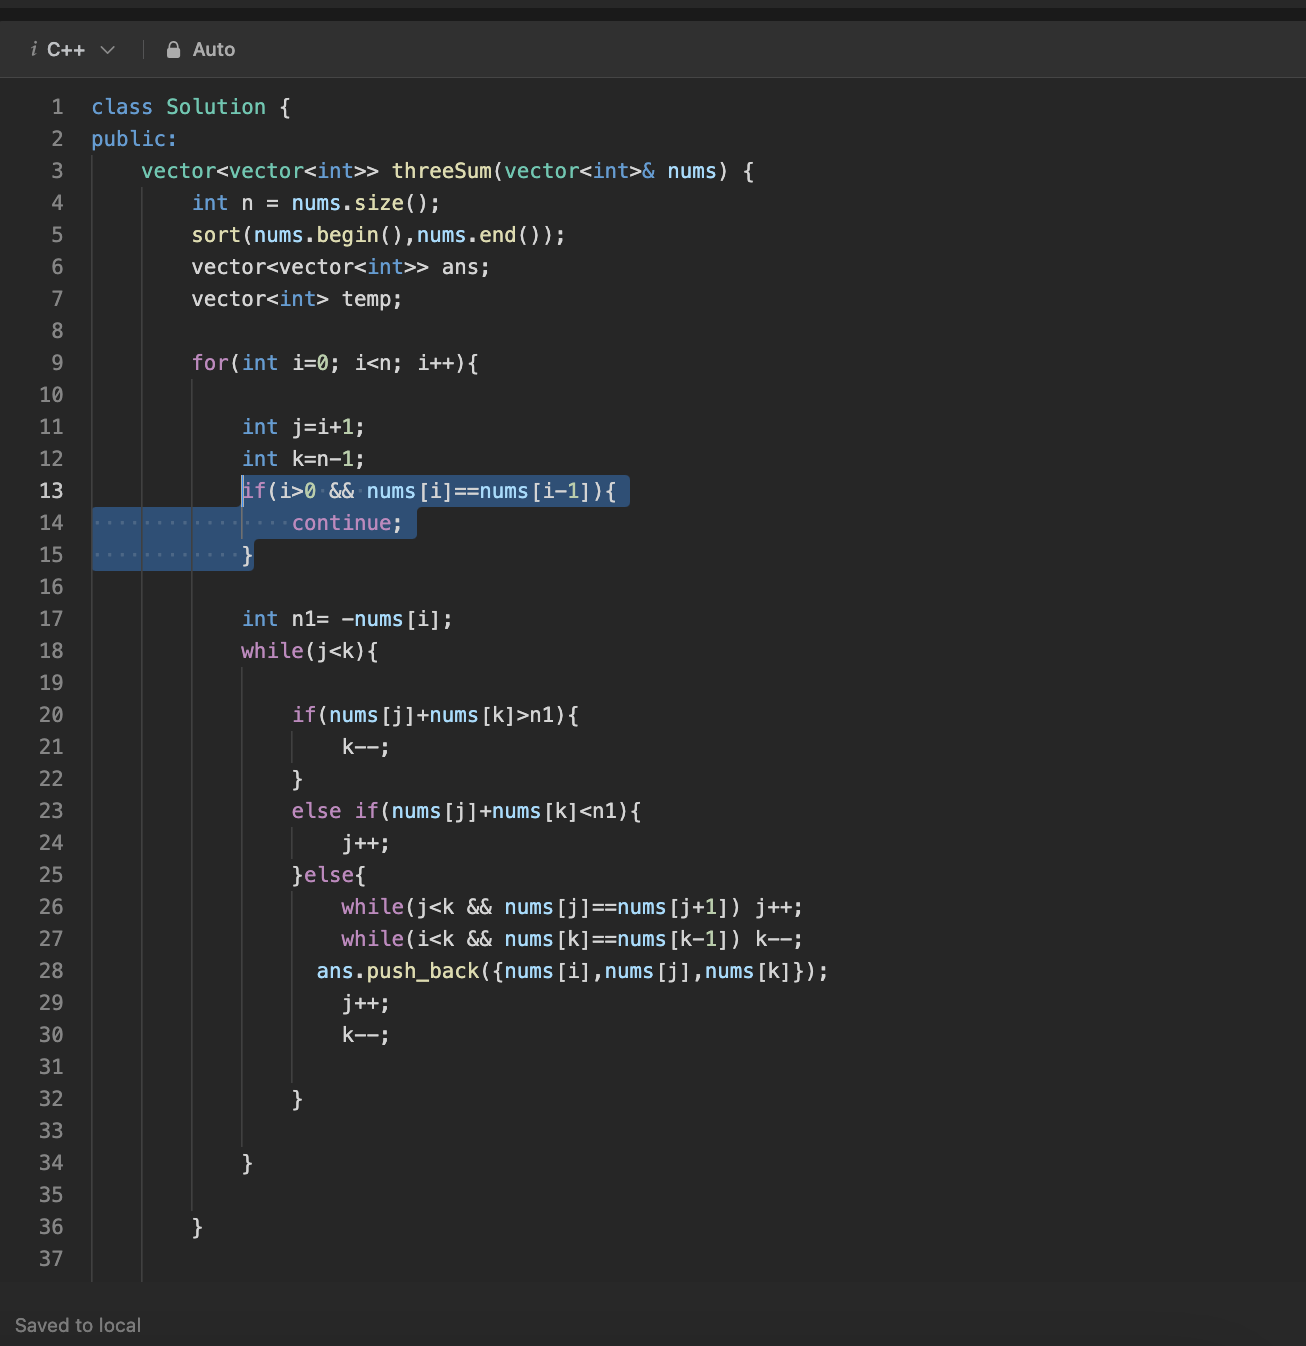 i C++ Auto
1 class Solution {
2 public:
3     vector<vector<int>> threeSum(vector<int>& nums) {
4         int n = nums.size();
5         sort(nums.begin(),nums.end());
6         vector<vector<int>> ans;
7         vector<int> temp;
8
9         for(int i=0; i<n; i++){
10
11             int j=i+1;
12             int k=n-1;
13             if(i>0 && nums[i]==nums[i-1]){
14                 continue;
15             }
16
17             int n1= -nums[i];
18             while(j<k){
19
20                 if(nums[j]+nums[k]>n1){
21                     k--;
22                 }
23                 else if(nums[j]+nums[k]<n1){
24                     j++;
25                 }else{
26                     while(j<k && nums[j]==nums[j+1]) j++;
27                     while(i<k && nums[k]==nums[k-1]) k--;
28                   ans.push_back({nums[i],nums[j],nums[k]});
29                     j++;
30                     k--;
31
32                 }
33
34             }
35
36         }
37
Saved to local